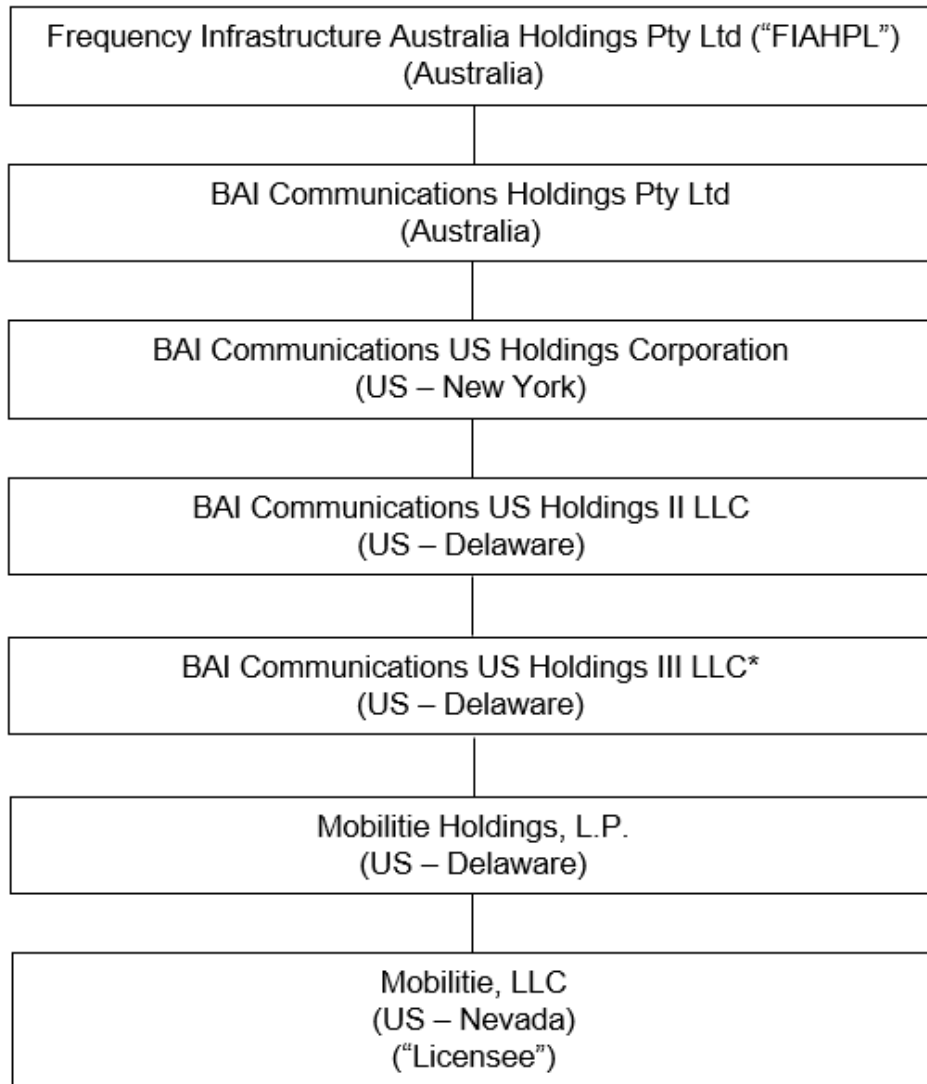 Frequency Infrastructure Australia Holdings Pty Ltd (“FIAHPL”)
(Australia)
BAI Communications Holdings Pty Ltd
(Australia)
BAI Communications US Holdings Corporation
(US – New York)
BAI Communications US Holdings II LLC
(US – Delaware)
BAI Communications US Holdings III LLC*
(US – Delaware)
Mobilitie Holdings, L.P.
(US – Delaware)
Mobilitie, LLC
(US – Nevada)
(“Licensee”)